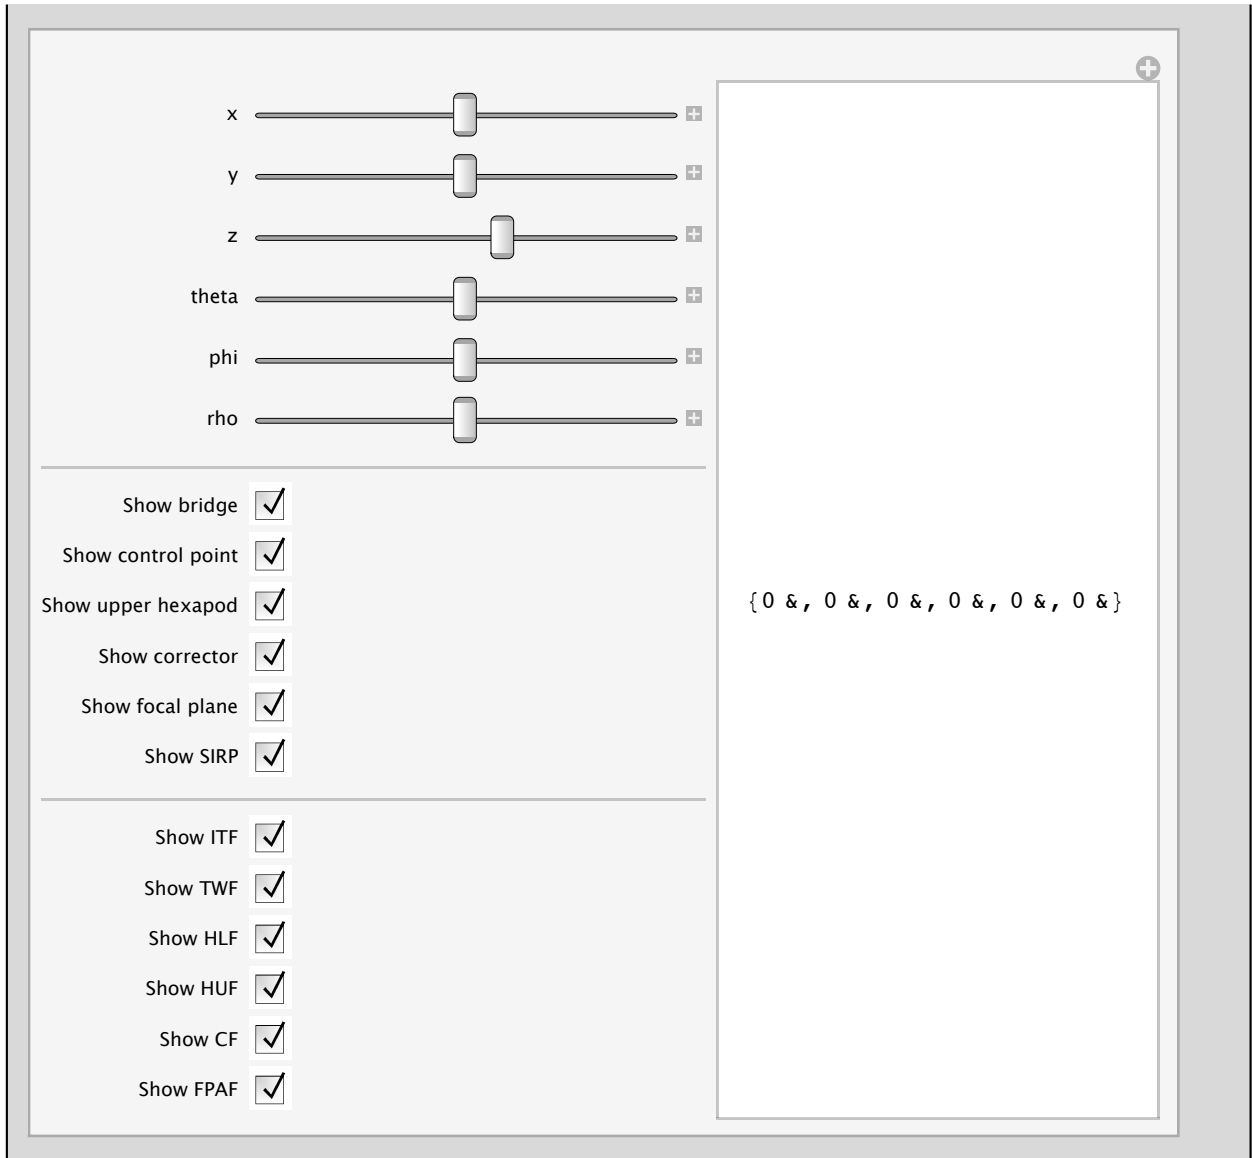 x
y
z
theta
phi
rho
Show bridge
Show control point
Show upper hexapod
Show corrector
Show focal plane
Show SIRP
Show ITF
Show TWF
Show HLF
Show HUF
Show CF
Show FPAF
{0 &, 0 &, 0 &, 0 &, 0 &, 0 &}